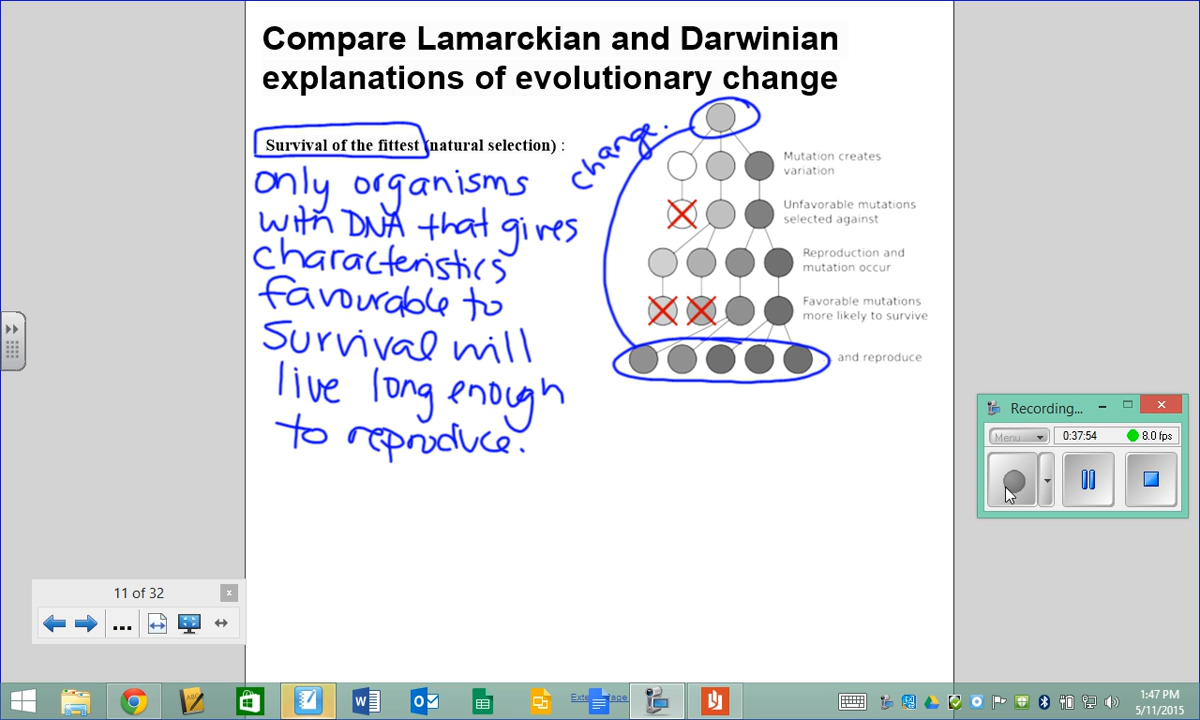 Compare Lamarckian and Darwinian
explanations of evolutionary change
Survival of the fittest (natural selection) :
only organisms
with DNA that gives
characteristics
favourable to
survival will
live long enough
to reproduce.
change.
Mutation creates
variation
Unfavorable mutations
selected against
Reproduction and
mutation occur
Favorable mutations
more likely to survive
and reproduce
Recording...
Menu
0:37:54
8.0 fps
11 of 32
...
1:47 PM
5/11/2015